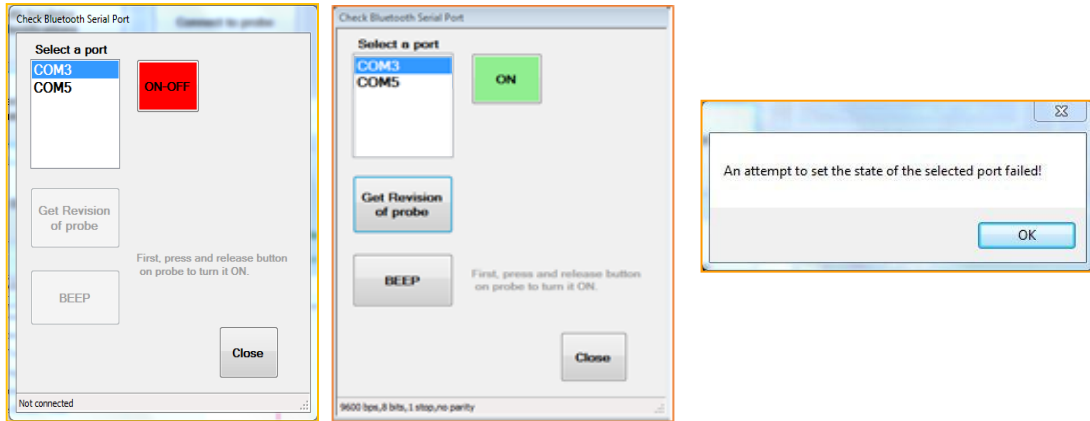 Check Bluetooth Serial Port
Connect to probe
Select a port
COM3
COM5
ON-OFF
Get Revision
of probe
First, press and release button
on probe to turn it ON.
BEEP
Close
Not connected
Check Bluetooth Serial Port
Select a port
COM3
COM5
ON
Get Revision
of probe
BEEP
First, press and release button
on probe to turn it ON.
Close
9600 bps,8 bits,1 stop,no parity
An attempt to set the state of the selected port failed!
OK